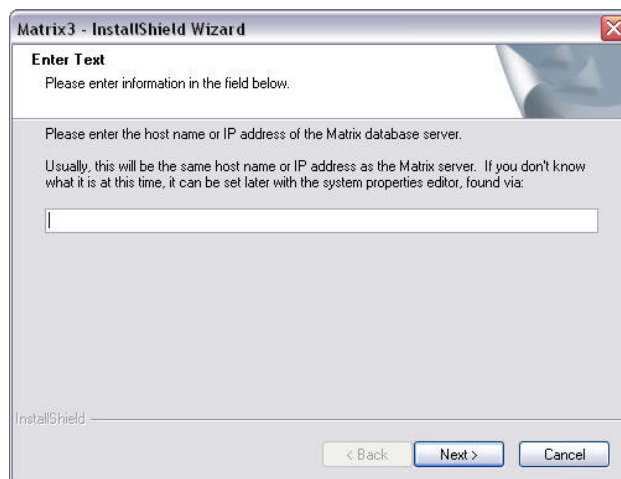 Matrix3 - InstallShield Wizard
Enter Text
Please enter information in the field below.
Please enter the host name or IP address of the Matrix database server.
Usually, this will be the same host name or IP address as the Matrix server.  If you don't know
what it is at this time, it can be set later with the system properties editor, found via:
InstallShield
< Back
Next >
Cancel